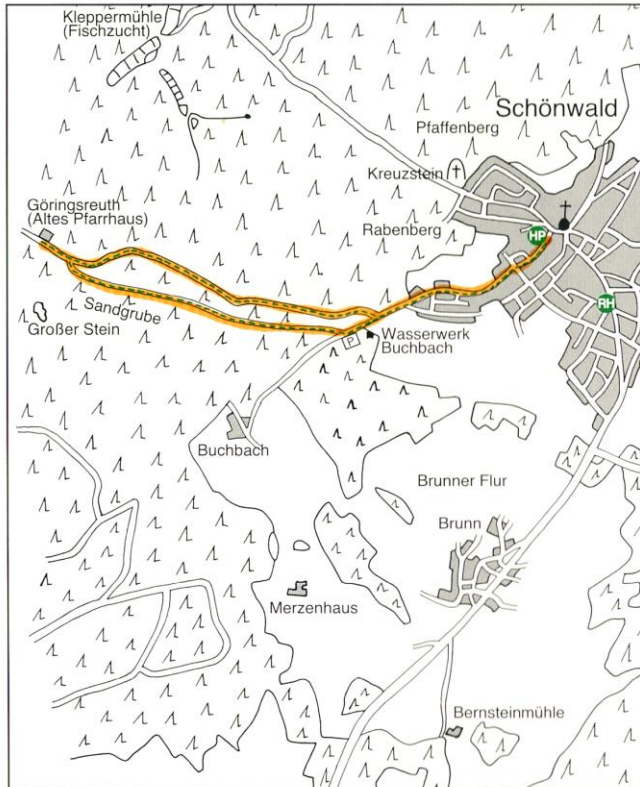 Kleppermühle
(Fischzucht)
Schönwald
Pfaffenberg
Kreuzstein
Göringsreuth
(Altes Pfarrhaus)
Rabenberg
HP
RH
Sandgrube
Großer Stein
P
Wasserwerk
Buchbach
Buchbach
Brunner Flur
Brunn
Merzenhaus
Bernsteinmühle